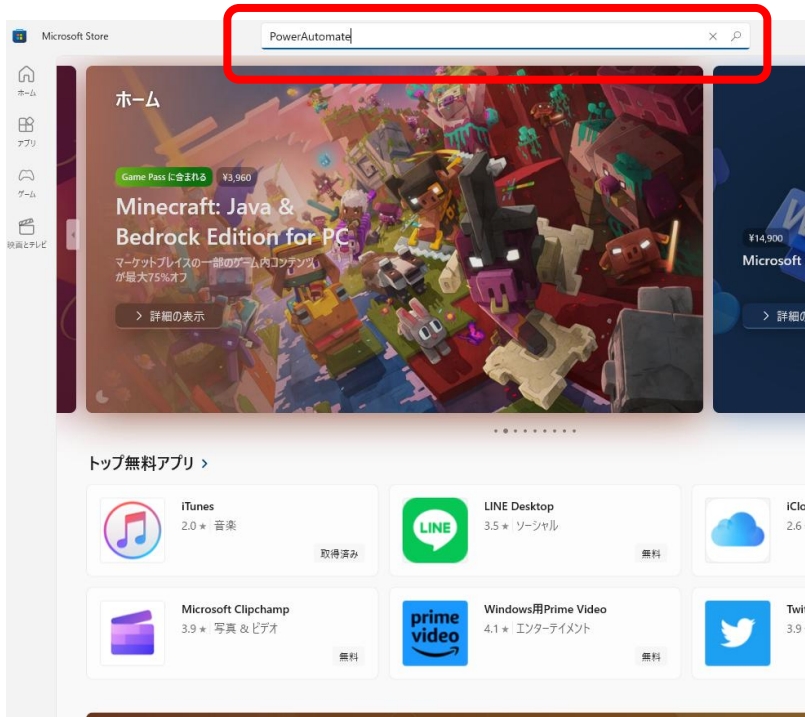 Microsoft Store
PowerAutomate
ホーム
アプリ
ゲーム
映画とテレビ
ホーム
Game Pass に含まれる ¥3,960
Minecraft: Java &
Bedrock Edition for PC
マーケットプレイスの一部のゲーム内コンテンツ
が最大75%オフ
詳細の表示
¥14,900
Microsoft
詳細の
トップ無料アプリ
iTunes
2.0★ 音楽
取得済み
LINE
LINE Desktop
3.5★ ソーシャル
無料
iClo
2.6
Microsoft Clipchamp
3.9★ 写真 & ビデオ
無料
prime
video
Windows用Prime Video
4.1★ エンターテイメント
無料
Twi
3.9